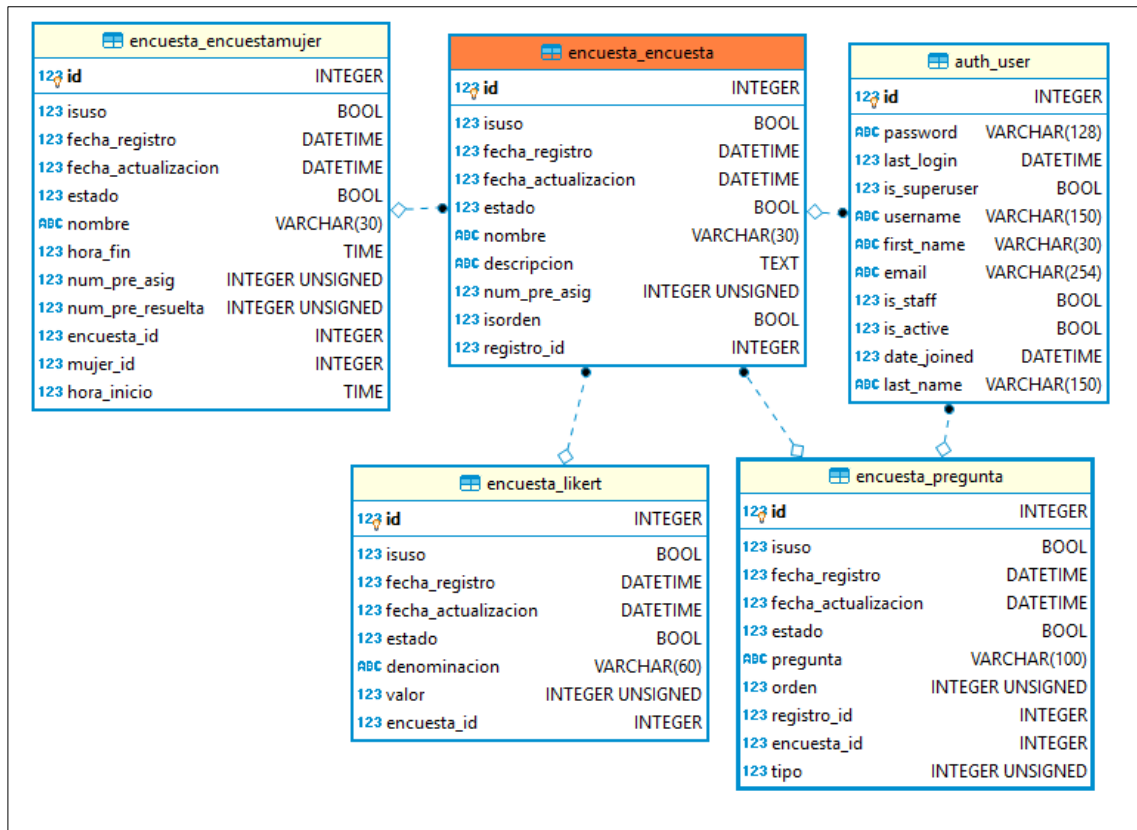 encuesta_encuestamujer
123 id INTEGER
123 isuso BOOL
123 fecha_registro DATETIME
123 fecha_actualizacion DATETIME
123 estado BOOL
ABC nombre VARCHAR(30)
123 hora_fin TIME
123 num_pre_asig INTEGER UNSIGNED
123 num_pre_resuelta INTEGER UNSIGNED
123 encuesta_id INTEGER
123 mujer_id INTEGER
123 hora_inicio TIME
encuesta_encuesta
123 id INTEGER
123 isuso BOOL
123 fecha_registro DATETIME
123 fecha_actualizacion DATETIME
123 estado BOOL
ABC nombre VARCHAR(30)
ABC descripcion TEXT
123 num_pre_asig INTEGER UNSIGNED
123 isorden BOOL
123 registro_id INTEGER
auth_user
123 id INTEGER
ABC password VARCHAR(128)
123 last_login DATETIME
123 is_superuser BOOL
ABC username VARCHAR(150)
ABC first_name VARCHAR(30)
ABC email VARCHAR(254)
123 is_staff BOOL
123 is_active BOOL
123 date_joined DATETIME
ABC last_name VARCHAR(150)
encuesta_likert
123 id INTEGER
123 isuso BOOL
123 fecha_registro DATETIME
123 fecha_actualizacion DATETIME
123 estado BOOL
ABC denominacion VARCHAR(60)
123 valor INTEGER UNSIGNED
123 encuesta_id INTEGER
encuesta_pregunta
123 id INTEGER
123 isuso BOOL
123 fecha_registro DATETIME
123 fecha_actualizacion DATETIME
123 estado BOOL
ABC pregunta VARCHAR(100)
123 orden INTEGER UNSIGNED
123 registro_id INTEGER
123 encuesta_id INTEGER
123 tipo INTEGER UNSIGNED